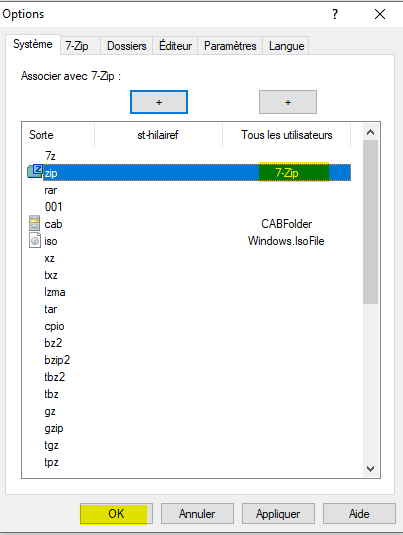 Options
?
Système 7-Zip Dossiers Éditeur Paramètres Langue
Associer avec 7-Zip :
+ +
Sorte st-hilairef Tous les utilisateurs
7z
zip 7-Zip
rar
001
cab CABFolder
iso Windows.IsoFile
xz
txz
lzma
tar
cpio
bz2
bzip2
tbz2
tbz
gz
gzip
tgz
tpz
OK Annuler Appliquer Aide